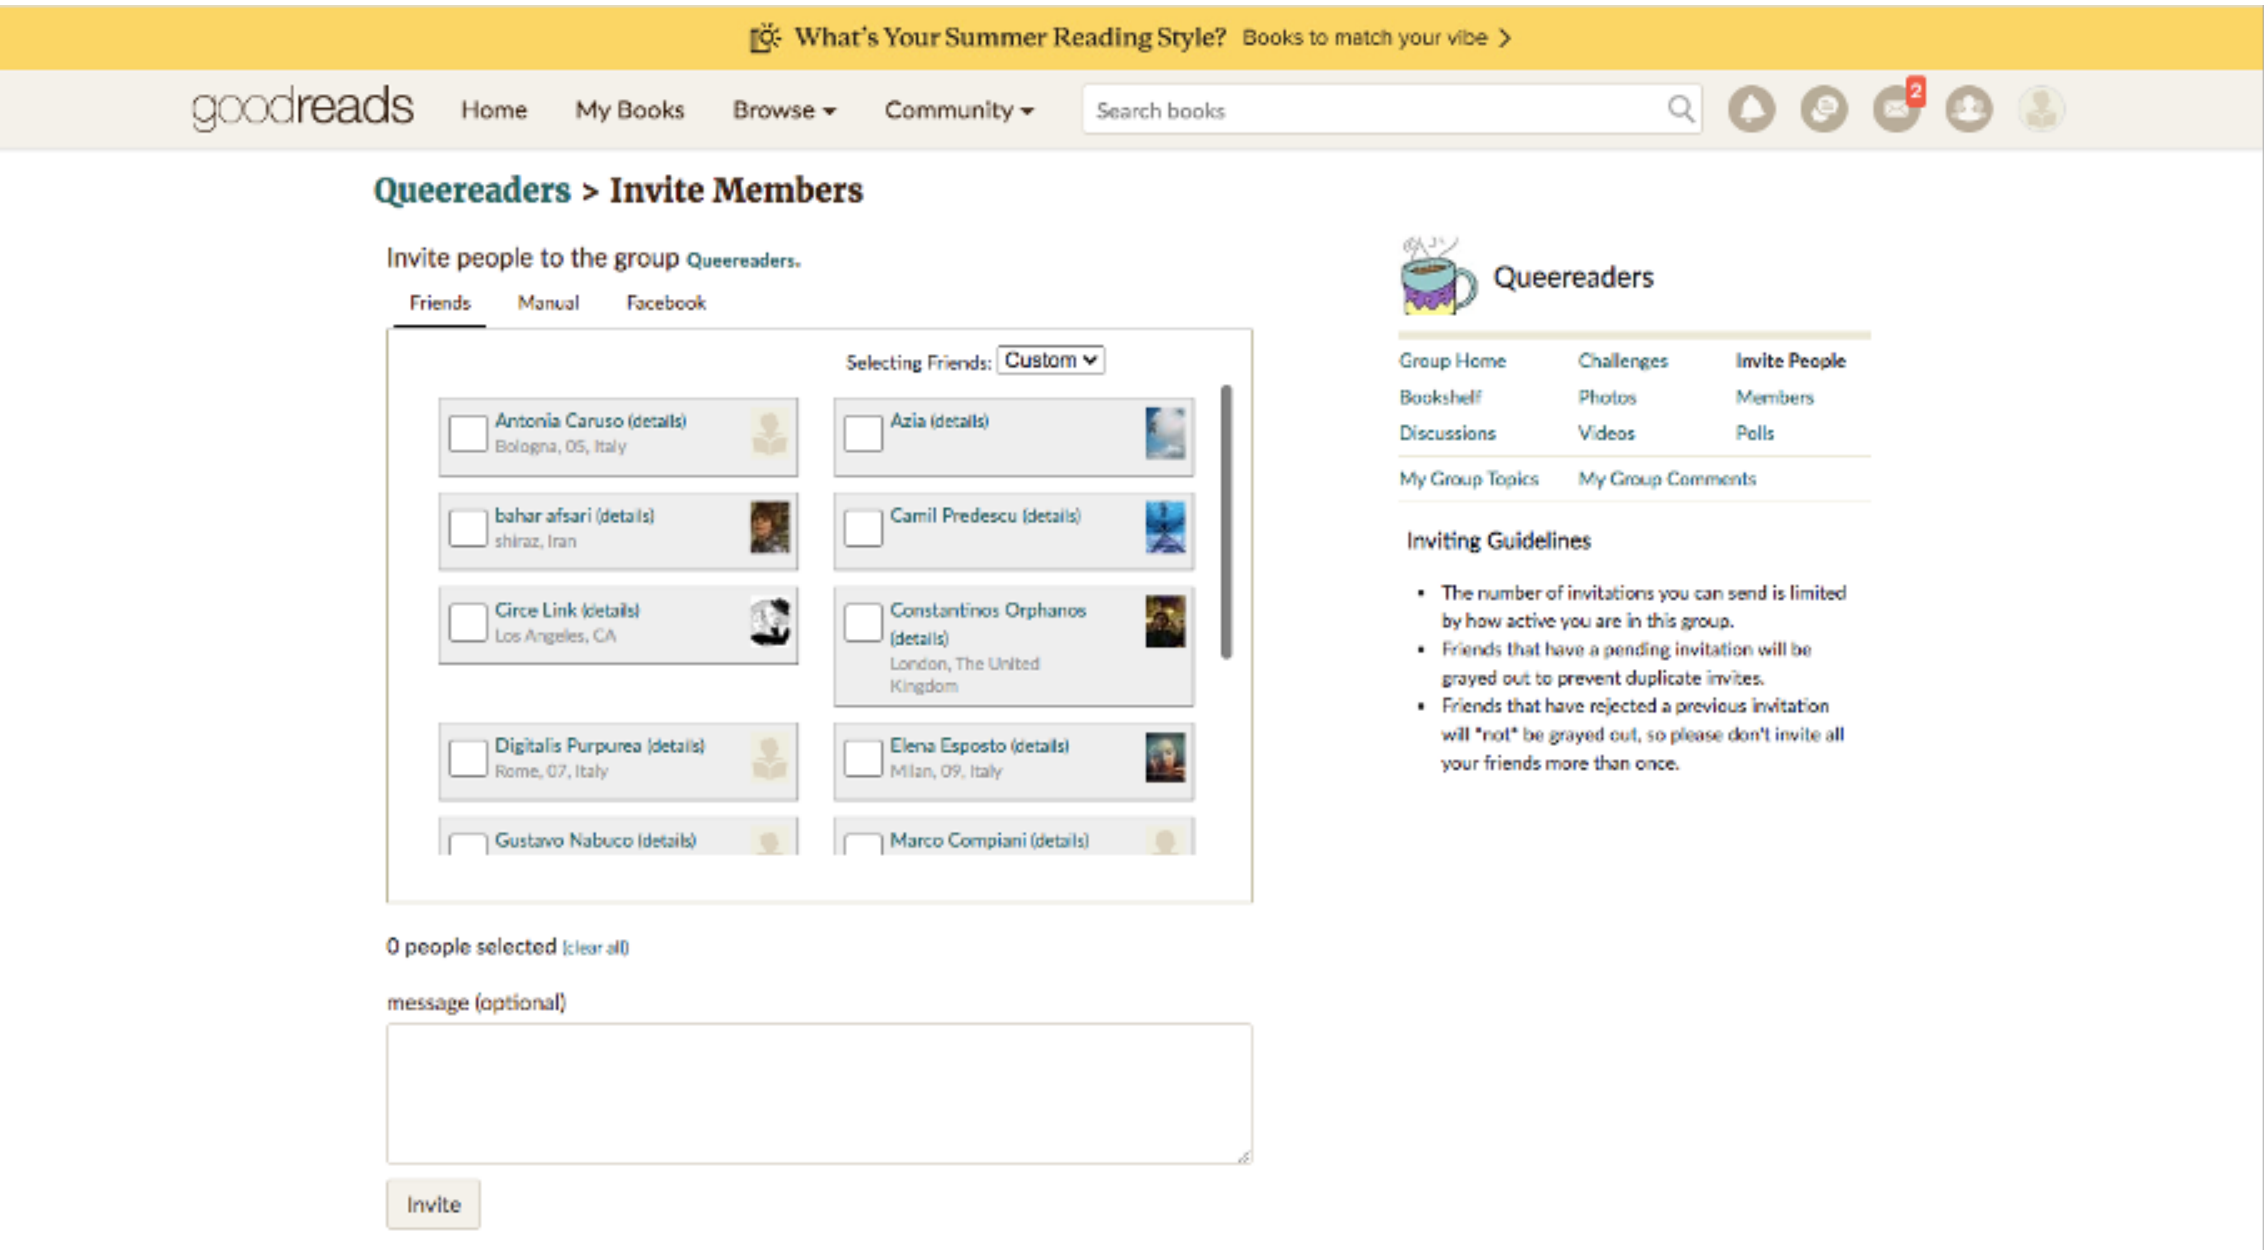 What's Your Summer Reading Style? Books to match your vibe >
goodreads Home My Books Browse Community Search books 2
Queereaders > Invite Members
Invite people to the group Queereaders.
Friends Manual Facebook
Selecting Friends: Custom
Antonia Caruso (details)
Bologna, 05, Italy
Azia (details)
bahar afsari (details)
shiraz, Iran
Camil Predescu (details)
Circe Link (details)
Los Angeles, CA
Constantinos Orphanos
(details)
London, The United
Kingdom
Digitalis Purpurea (details)
Rome, 07, Italy
Elena Esposto (details)
Milan, 09, Italy
Gustavo Nabuco (details)
Marco Compiani (details)
0 people selected (clear all)
message (optional)
Invite
Queereaders
Group Home Challenges Invite People
Bookshelf Photos Members
Discussions Videos Polls
My Group Topics My Group Comments
Inviting Guidelines
• The number of invitations you can send is limited
by how active you are in this group.
• Friends that have a pending invitation will be
grayed out to prevent duplicate invites.
• Friends that have rejected a previous invitation
will *not* be grayed out, so please don't invite all
your friends more than once.